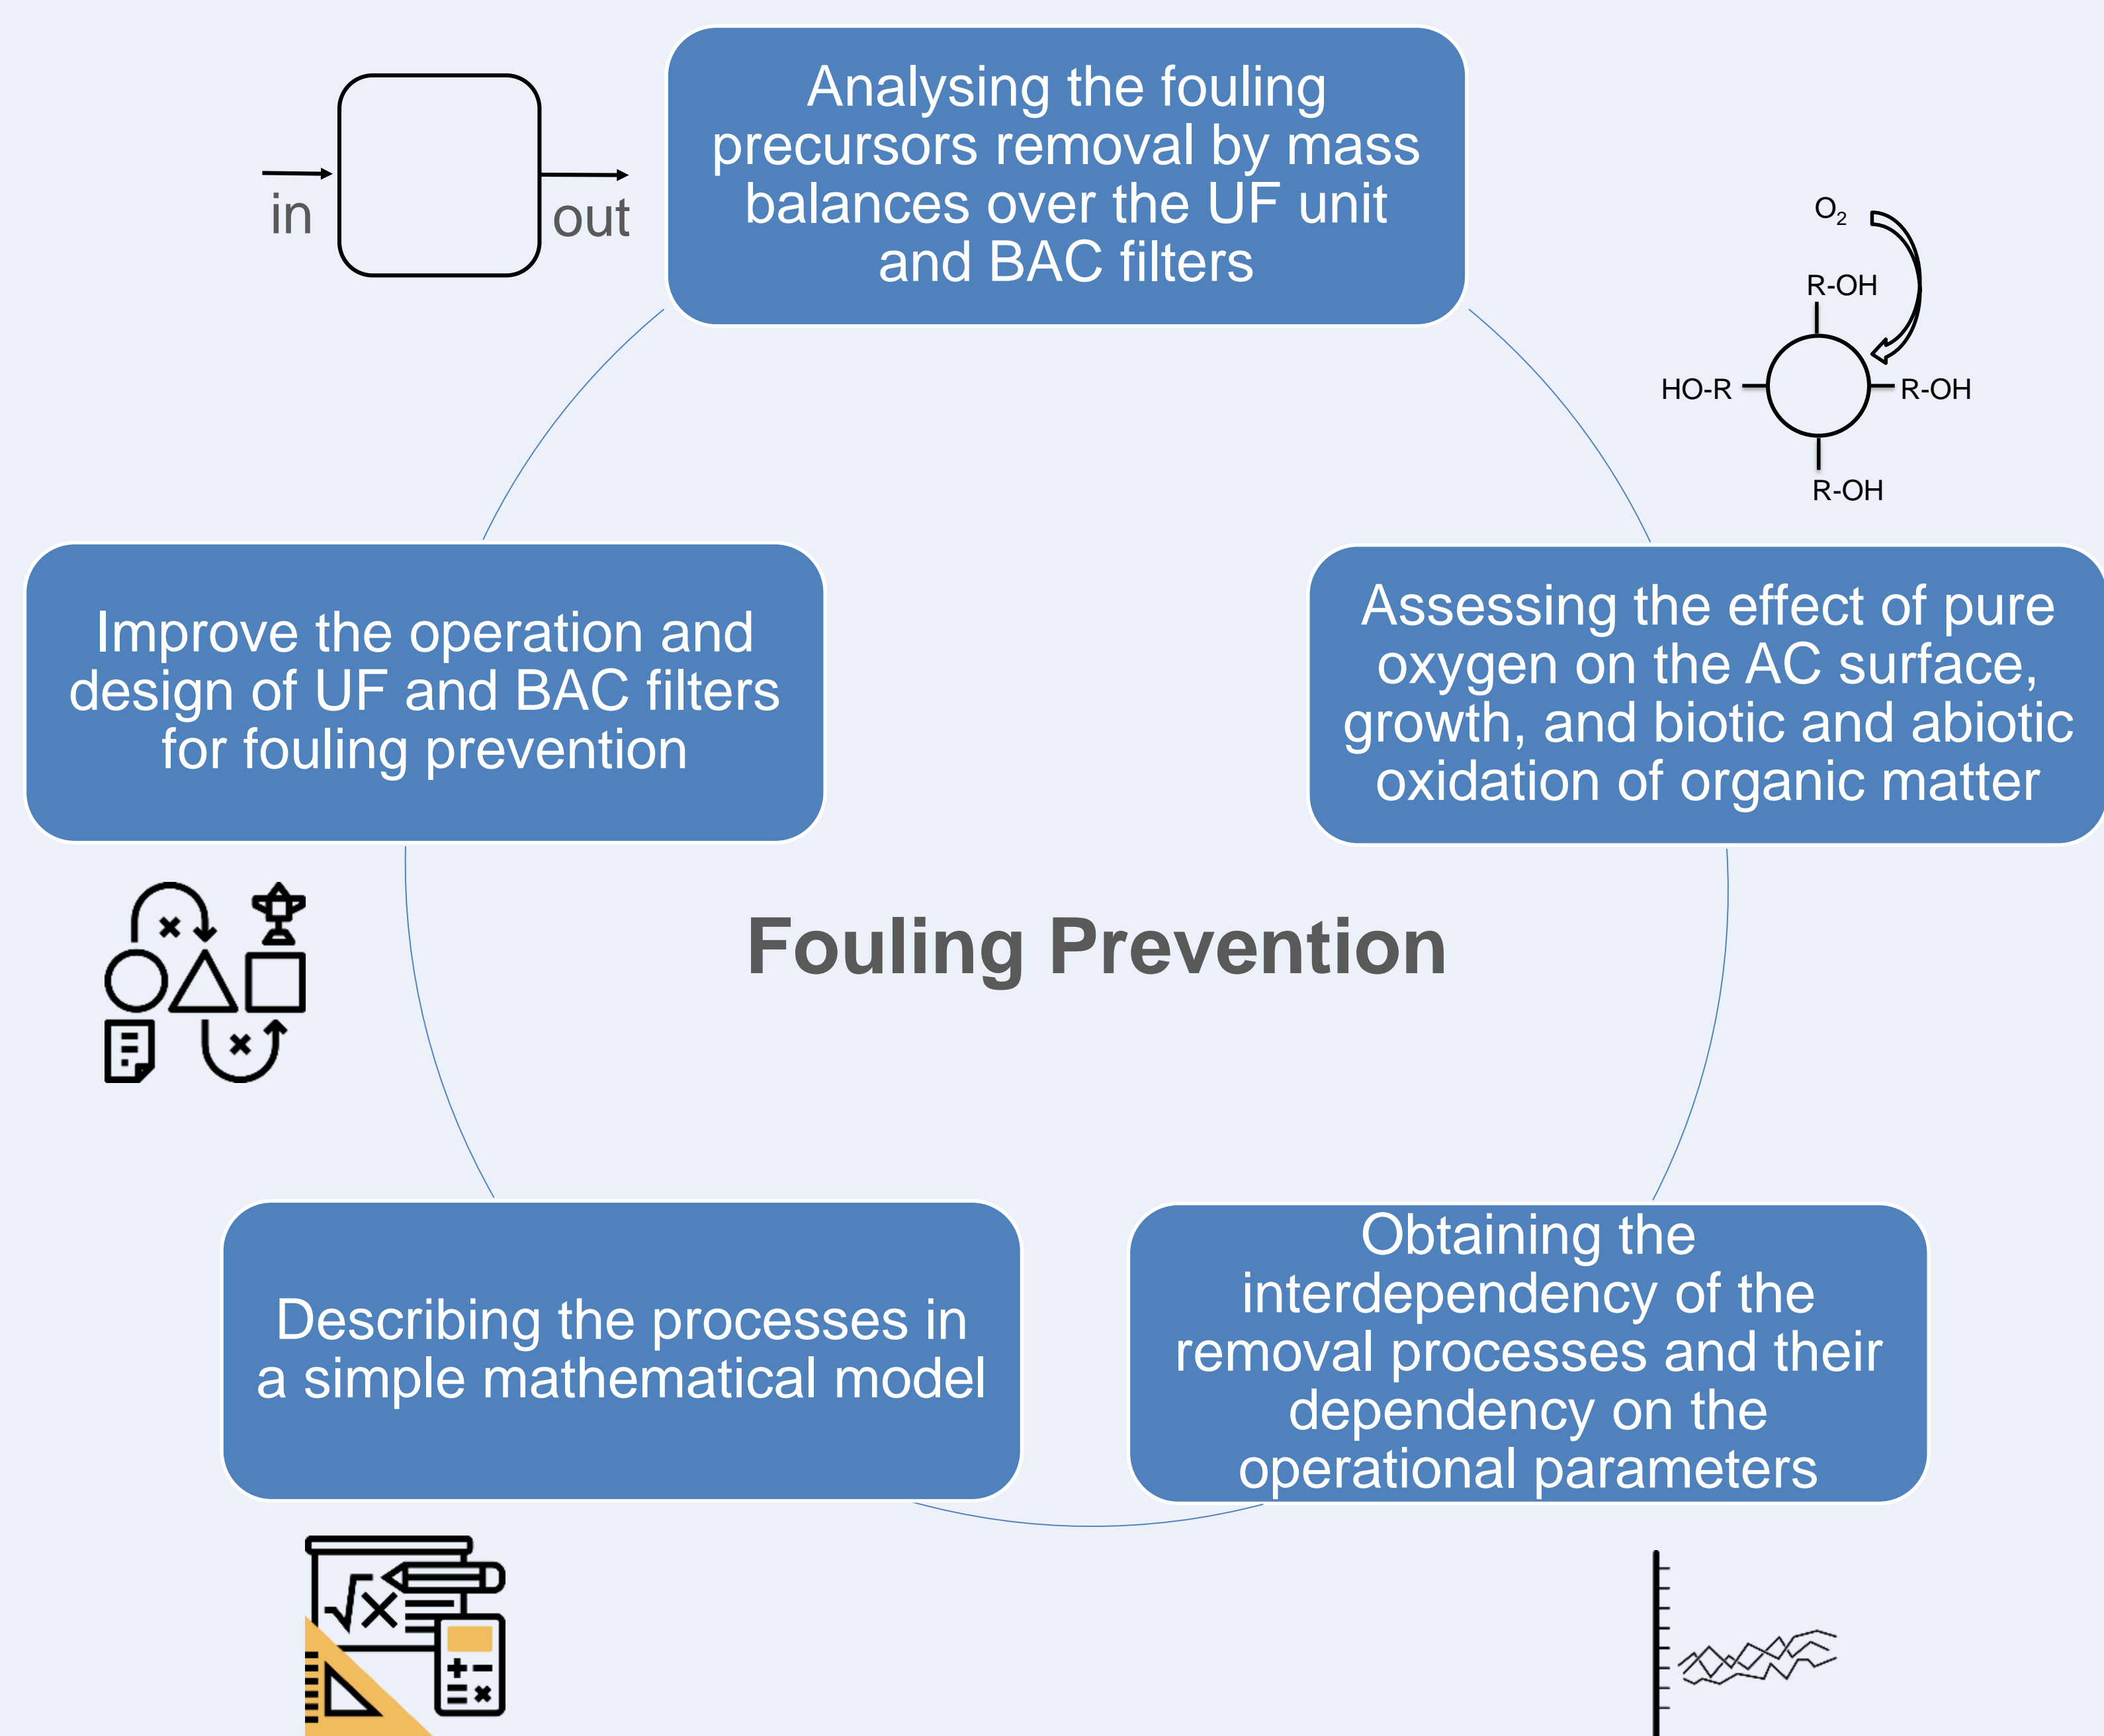 Analysing the fouling
precursors removal by mass
balances over the UF unit
and BAC filters
in
out
O₂
R-OH
HO-R
R-OH
R-OH
Assessing the effect of pure
oxygen on the AC surface,
growth, and biotic and abiotic
oxidation of organic matter
Improve the operation and
design of UF and BAC filters
for fouling prevention
Fouling Prevention
Obtaining the
interdependency of the
removal processes and their
dependency on the
operational parameters
Describing the processes in
a simple mathematical model